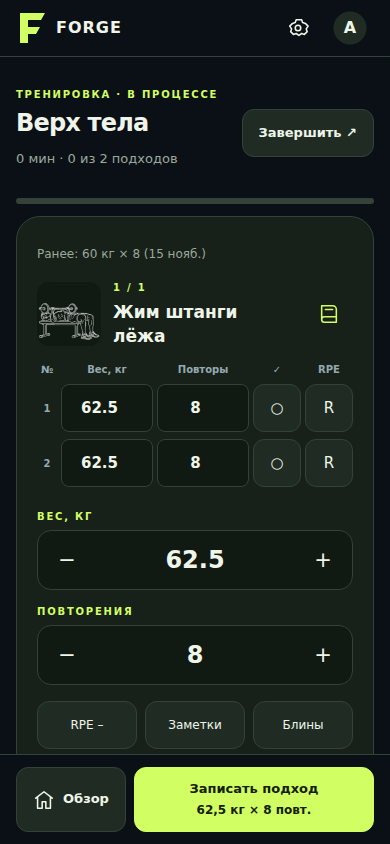 FORGE
A
ТРЕНИРОВКА · В ПРОЦЕССЕ
Верх тела
Завершить ↗
0 мин · 0 из 2 подходов
Ранее: 60 кг × 8 (15 нояб.)
1 / 1
Жим штанги
лёжа
№ Вес, кг Повторы ✓ RPE
1 62.5 8 ○ R
2 62.5 8 ○ R
ВЕС, КГ
− 62.5 +
ПОВТОРЕНИЯ
− 8 +
RPE –
Заметки
Блины
Обзор
Записать подход
62,5 кг × 8 повт.